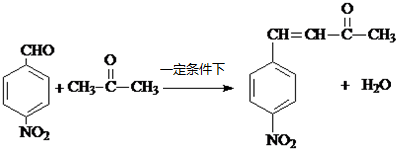 CHO
NO₂
+ CH₃—C—CH₃
O
一定条件下
CH=CH—C—CH₃
O
NO₂
+ H₂O